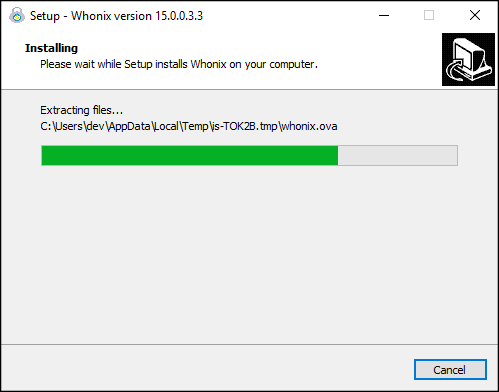 Setup - Whonix version 15.0.0.3.3
Installing
Please wait while Setup installs Whonix on your computer.
Extracting files...
C:\Users\dev\AppData\Local\Temp\is-TOK2B.tmp\whonix.ova
Cancel